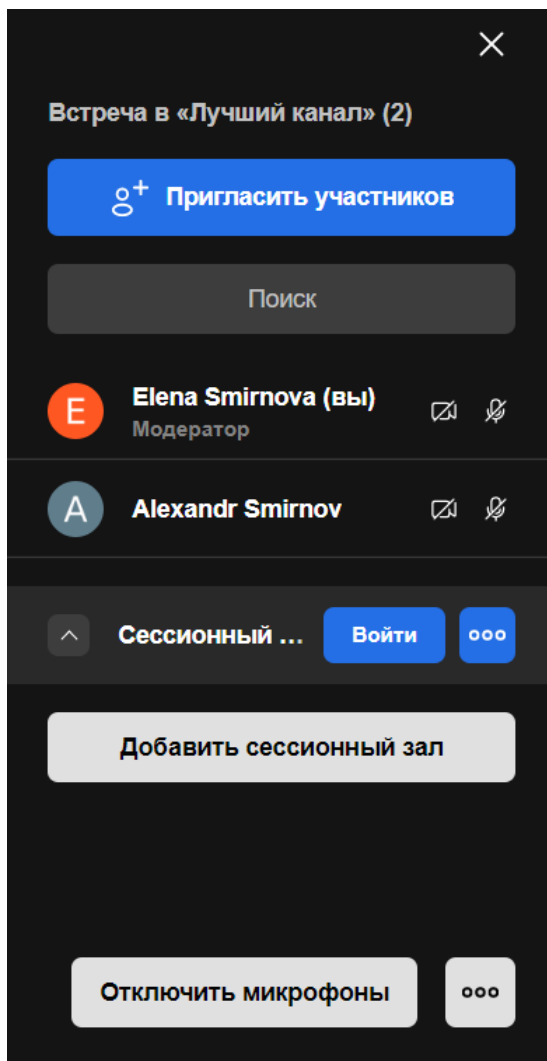 Встреча в «Лучший канал» (2)
Пригласить участников
Поиск
E
Elena Smirnova (вы)
Модератор
A
Alexandr Smirnov
Сессионный ...
Войти
Добавить сессионный зал
Отключить микрофоны